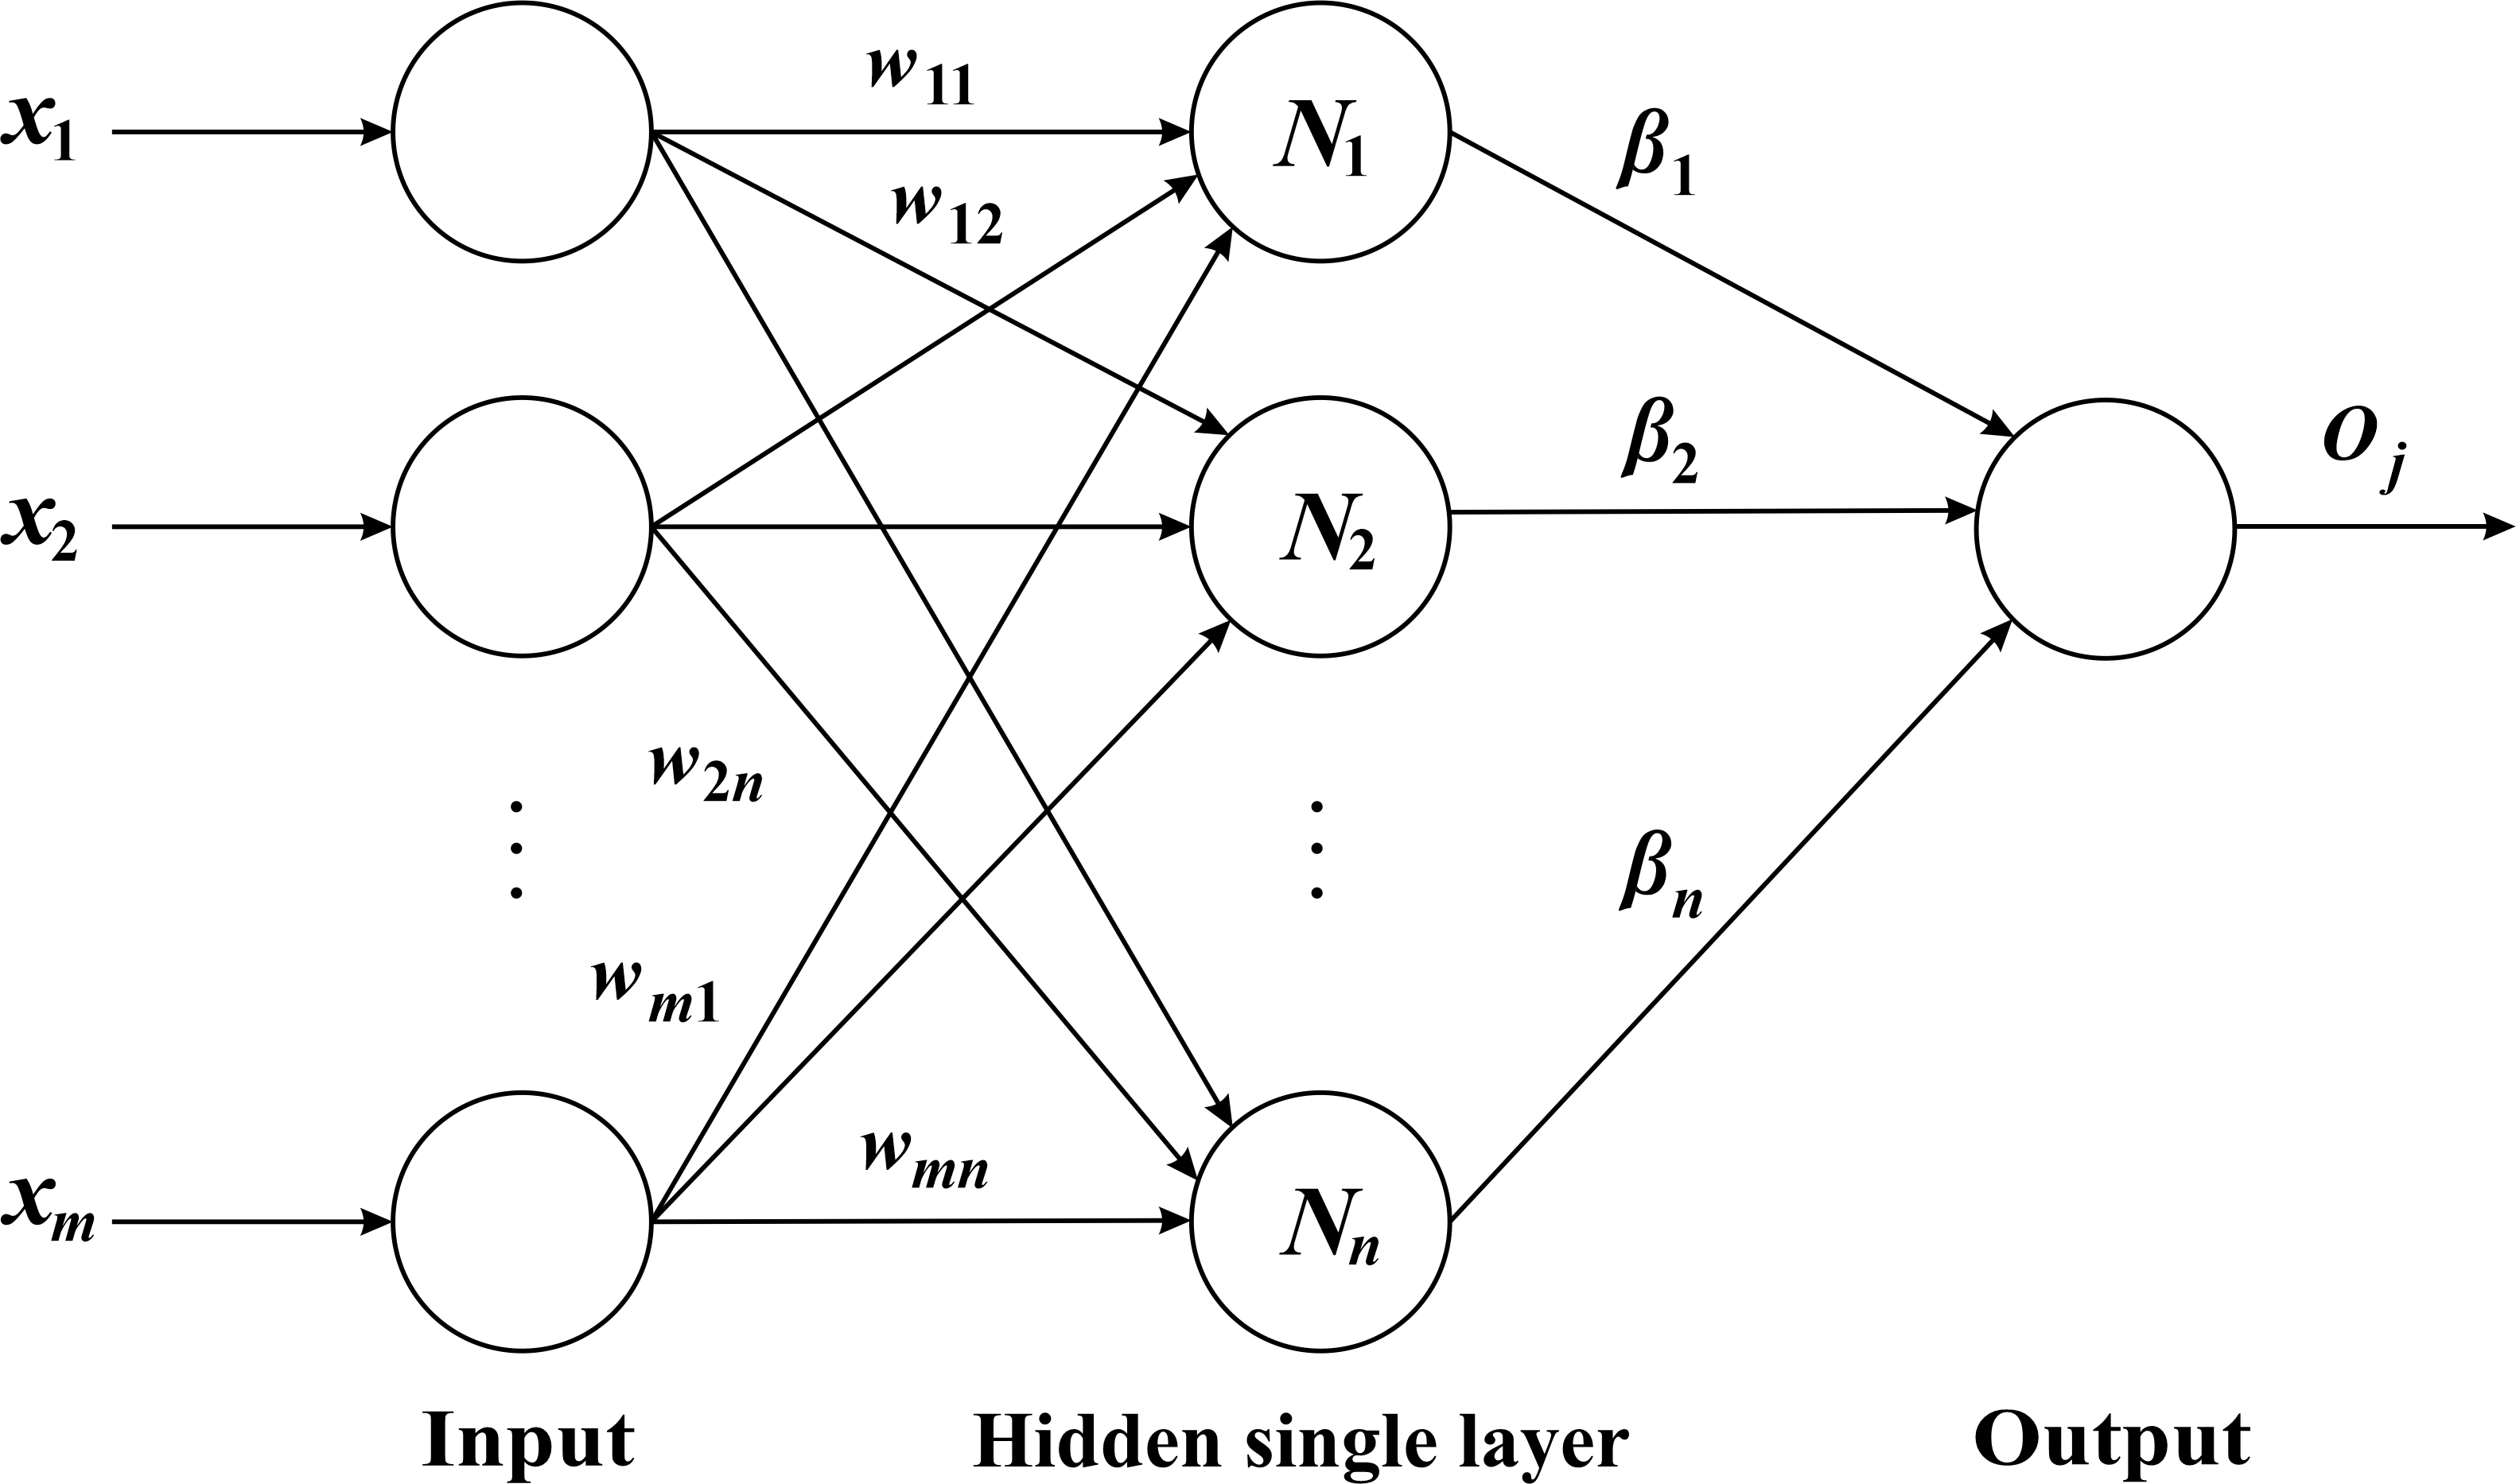 x1
w11
N1
β1
w12
x2
N2
β2
oj
w2n
βn
wm1
xm
wmn
Nn
Input
Hidden single layer
Output